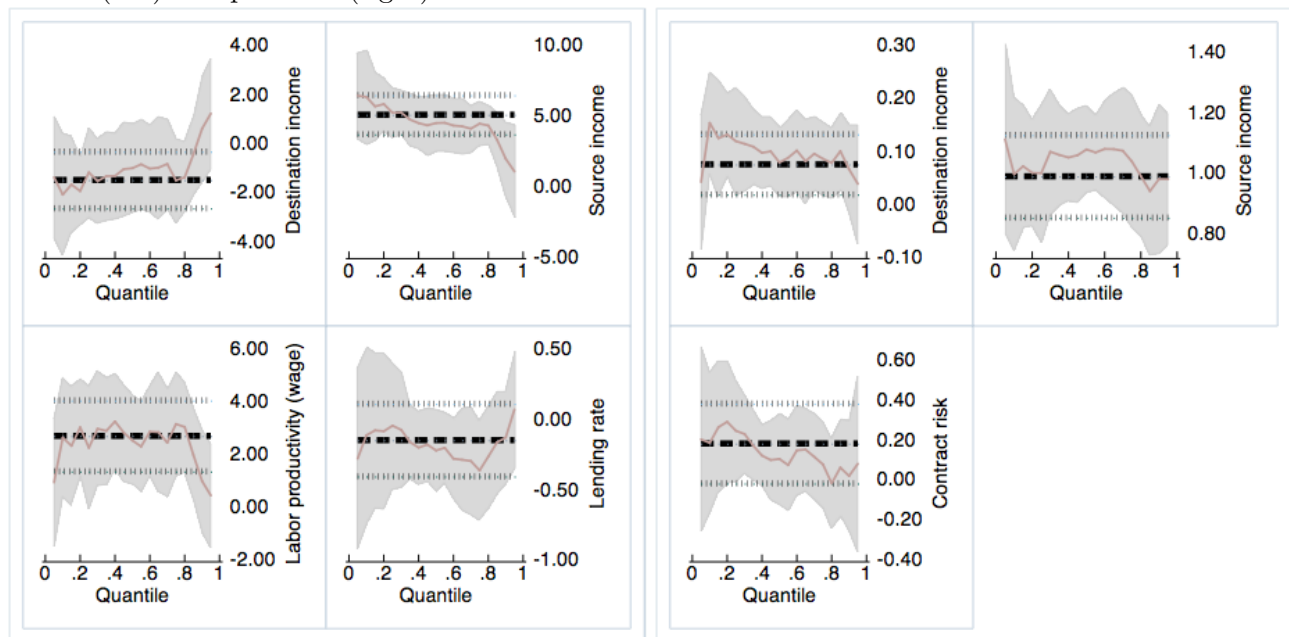 4.00
2.00
0.00
-2.00
-4.00
Destination income
0 .2 .4 .6 .8 1
Quantile
10.00
5.00
0.00
-5.00
Source income
0 .2 .4 .6 .8 1
Quantile
0.30
0.20
0.10
0.00
-0.10
Destination income
0 .2 .4 .6 .8 1
Quantile
1.40
1.20
1.00
0.80
Source income
0 .2 .4 .6 .8 1
Quantile
6.00
4.00
2.00
0.00
-2.00
Labor productivity (wage)
0 .2 .4 .6 .8 1
Quantile
0.50
0.00
-0.50
-1.00
Lending rate
0 .2 .4 .6 .8 1
Quantile
0.60
0.40
0.20
0.00
-0.20
-0.40
Contract risk
0 .2 .4 .6 .8 1
Quantile